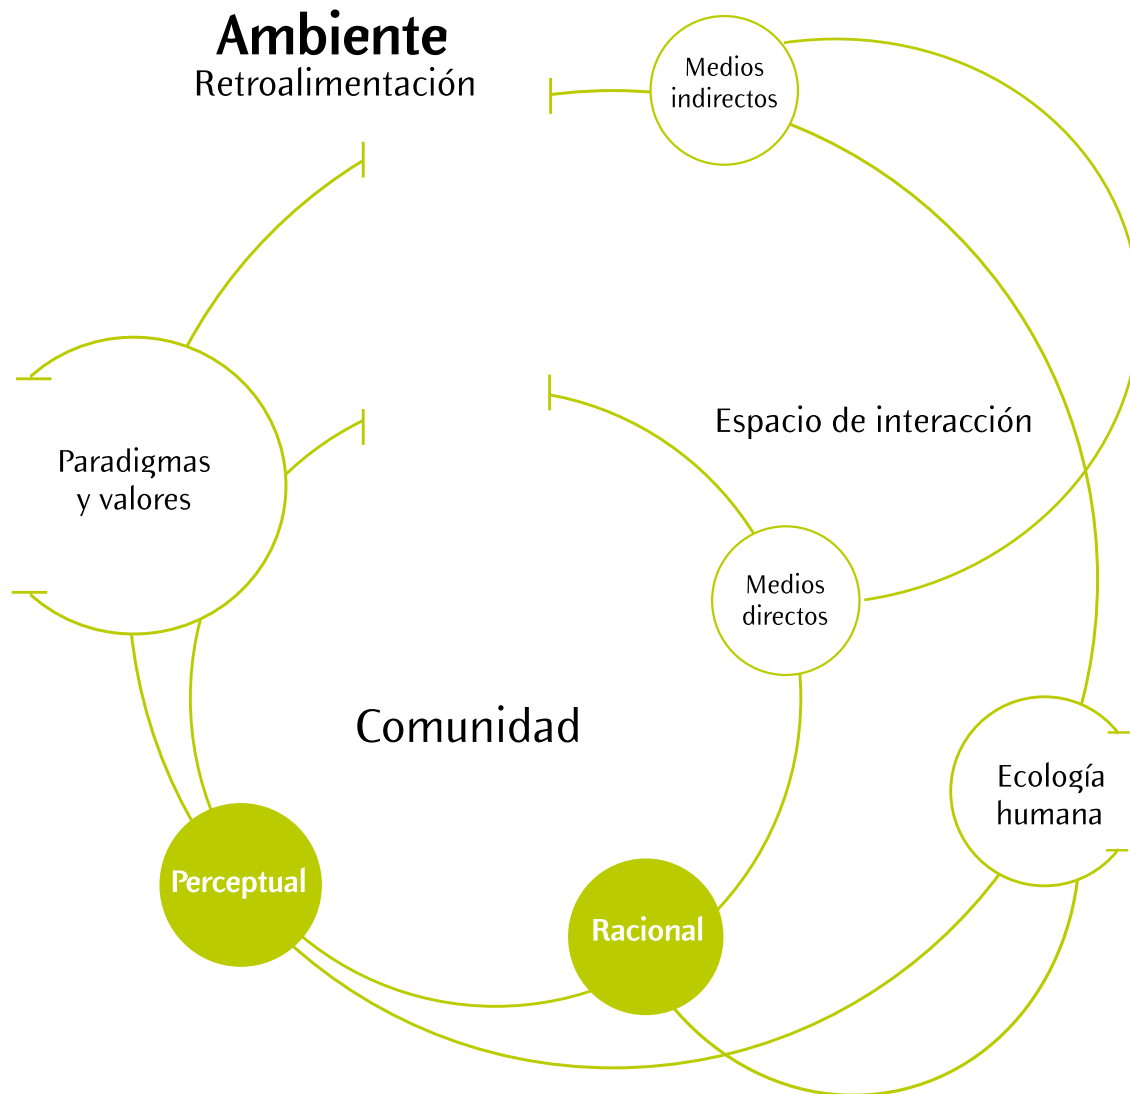 Ambiente
Retroalimentación
Medios
indirectos
Espacio de interacción
Paradigmas
y valores
Medios
directos
Comunidad
Ecología
humana
Perceptual
Racional